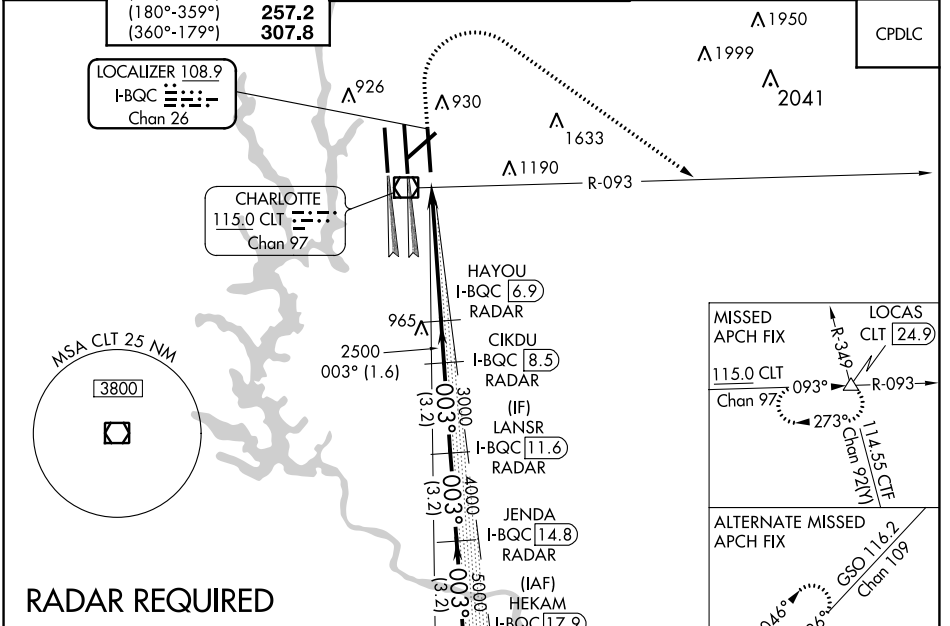 (180°-359°) 257.2
(360°-179°) 307.8
CPDLC
1950
1999
2041
LOCALIZER 108.9
I-BQC
Chan 26
926
930
1633
1190
R-093
CHARLOTTE
115.0 CLT
Chan 97
HAYOU
I-BQC 6.9
RADAR
965
2500
003° (1.6)
CIKDU
I-BQC 8.5
RADAR
3000
003°
(3.2)
(IF)
LANSR
I-BQC 11.6
RADAR
4000
003°
(3.2)
JENDA
I-BQC 14.8
RADAR
5000
003°
(3.2)
(IAF)
HEKAM
I-BQC 17.9
MSA CLT 25 NM
3800
RADAR REQUIRED
MISSED
APCH FIX
LOCAS
CLT 24.9
R-349
115.0 CLT
Chan 97
093°
R-093
273°
114.55 CTF
Chan 92(Y)
ALTERNATE MISSED
APCH FIX
GSO 116.2
Chan 109
046°